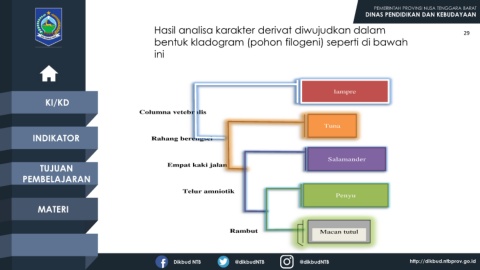 PEMERINTAH PROVINSI NUSA TENGGARA BARAT
DINAS PENDIDIKAN DAN KEBUDAYAAN
29
Hasil analisa karakter derivat diwujudkan dalam
bentuk kladogram (pohon filogeni) seperti di bawah
ini
KI/KD
INDIKATOR
TUJUAN
PEMBELAJARAN
MATERI
lampre
Columna vetebralis
Tuna
Rahang berengsel
Salamander
Empat kaki jalan
Telur amniotik
Penyu
Rambut
Macan tutul
Dikbud NTB
@dikbudNTB
@dikbudNTB
http://dikbud.ntbprov.go.id